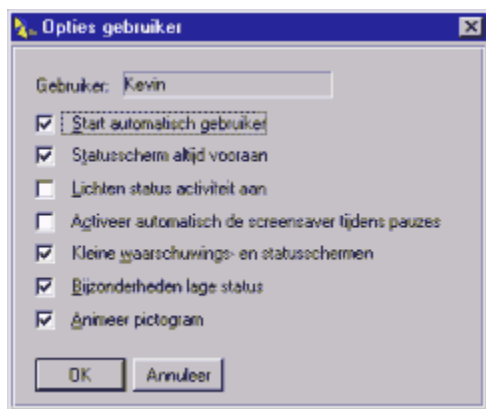 Opties gebruiker
Gebruiker: Kevin
Start automatisch gebruiker
Statusscherm altijd vooraan
Lichten status activiteit aan
Activeer automatisch de screensaver tijdens pauzes
Kleine waarschuwings- en statusschermen
Bijzonderheden lage status
Animeer pictogram
OK Annuleer